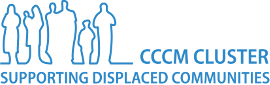 CCCM CLUSTER
SUPPORTING DISPLACED COMMUNITIES